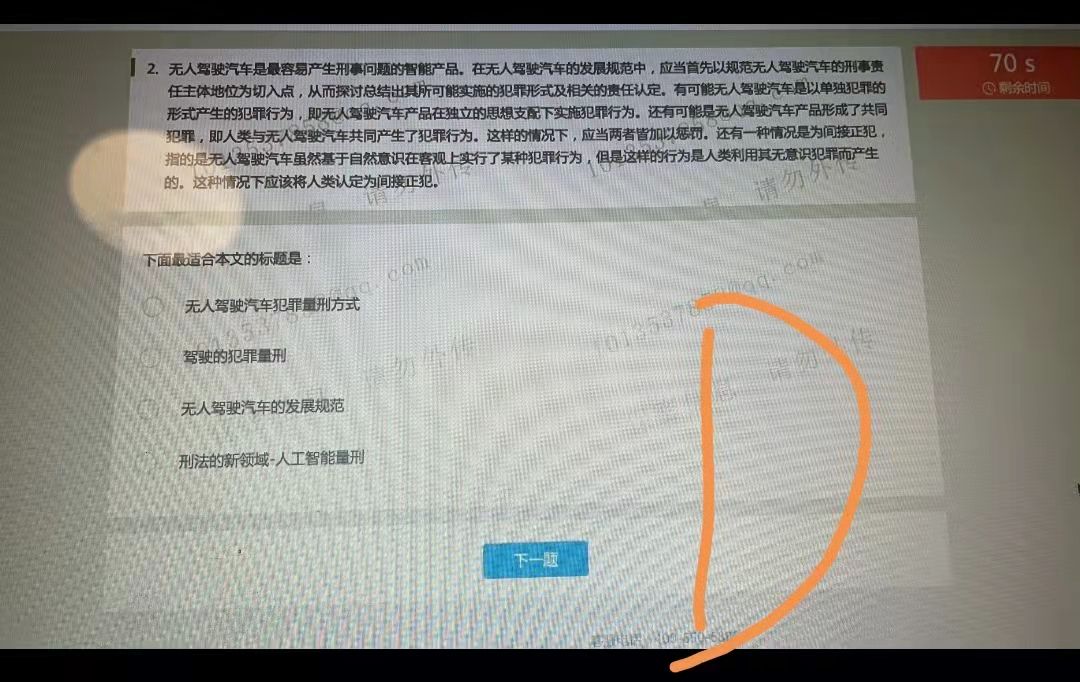 2. 无人驾驶汽车是最容易产生刑事问题的智能产品。在无人驾驶汽车的发展规范中，应当首先以规范无人驾驶汽车的刑事责
任主体地位为切入点，从而探讨总结出其所可能实施的犯罪形式及相关的责任认定。有可能无人驾驶汽车是以单独犯罪的
形式产生的犯罪行为，即无人驾驶汽车产品在独立的思想支配下实施犯罪行为。还有可能是无人驾驶汽车产品形成了共同
犯罪，即人类与无人驾驶汽车共同产生了犯罪行为。这样的情况下，应当两者皆加以惩罚。还有一种情况是为间接正犯，
指的是无人驾驶汽车虽然基于自然意识在客观上实行了某种犯罪行为，但是这样的行为是人类利用其无意识犯罪而产生
的。这种情况下应该将人类认定为间接正犯。
70 s
剩余时间
请勿外传
请勿外传
下面最适合本文的标题是：
无人驾驶汽车犯罪量刑方式
驾驶的犯罪量刑
无人驾驶汽车的发展规范
刑法的新领域-人工智能量刑
请勿外传
请勿外传
D
下一题